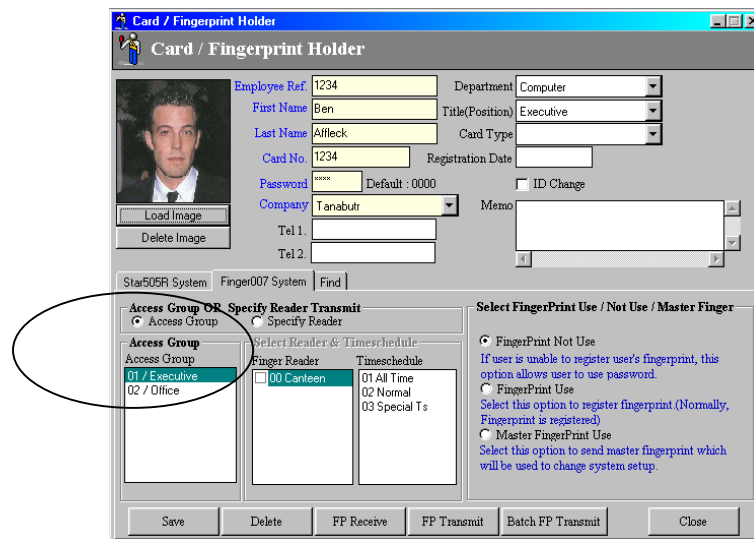 Card / Fingerprint Holder
Card / Fingerprint Holder
Employee Ref. 1234
Department Computer
First Name Ben
Title(Position) Executive
Last Name Affleck
Card Type
Card No. 1234
Registration Date
Password **** Default : 0000
ID Change
Load Image
Company Tanabutr
Memo
Delete Image
Tel 1.
Tel 2.
Star505R System Finger007 System Find
Access Group OR Specify Reader Transmit
Access Group Specify Reader
Access Group
Access Group
01 / Executive
02 / Office
Select Reader & Timeschedule
Finger Reader Timeschedule
00 Canteen 01 All Time
02 Normal
03 Special Ts
Select FingerPrint Use / Not Use / Master Finger
FingerPrint Not Use
If user is unable to register user's fingerprint, this
option allows user to use password.
FingerPrint Use
Select this option to register fingerprint.(Normally,
Fingerprint is registered)
Master FingerPrint Use
Select this option to send master fingerprint which
will be used to change system setup.
Save Delete FP Receive FP Transmit Batch FP Transmit Close